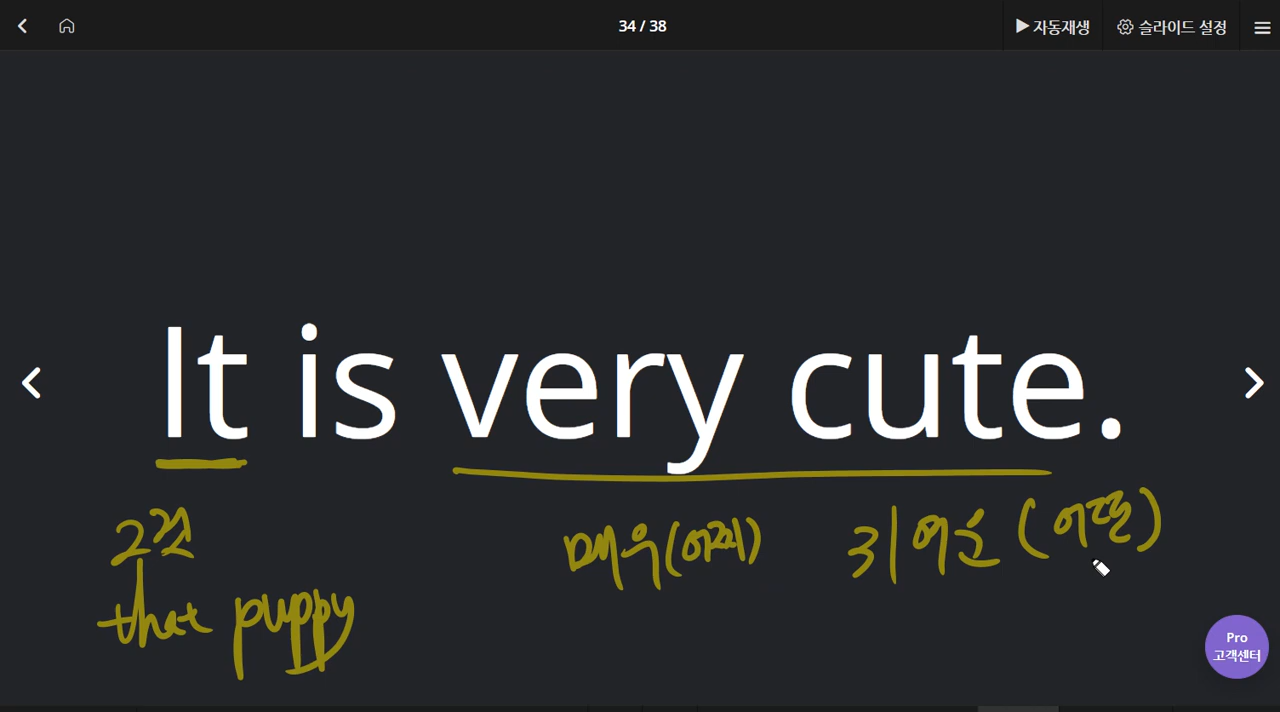 34 / 38
▶ 자동재생
슬라이드 설정
It is very cute.
그것
매우(어찌)
귀여운(어떤)
that puppy
Pro
고객센터